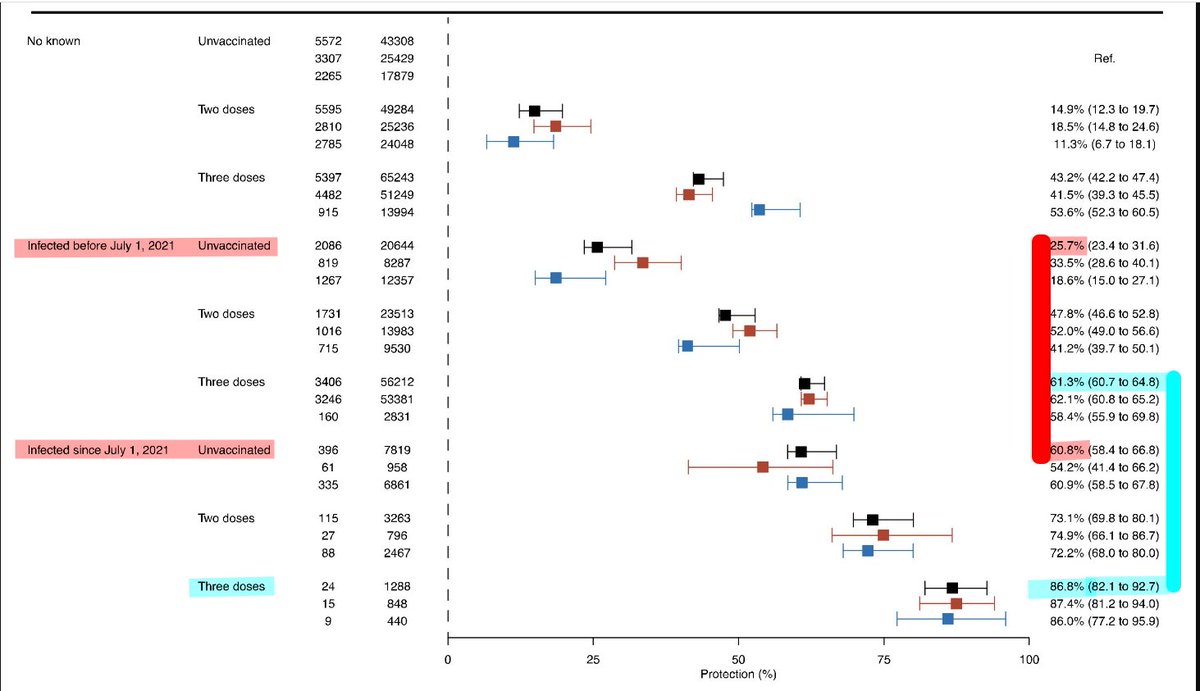 No known Unvaccinated 5572 43308
3307 25429 Ref.
2265 17879
Two doses 5595 49284 14.9% (12.3 to 19.7)
2810 25236 18.5% (14.8 to 24.6)
2785 24048 11.3% (6.7 to 18.1)
Three doses 5397 65243 43.2% (42.2 to 47.4)
4482 51249 41.5% (39.3 to 45.5)
915 13994 53.6% (52.3 to 60.5)
Infected before July 1, 2021 Unvaccinated 2086 20644 25.7% (23.4 to 31.6)
819 8287 33.5% (28.6 to 40.1)
1267 12357 18.6% (15.0 to 27.1)
Two doses 1731 23513 47.8% (46.6 to 52.8)
1016 13983 52.0% (49.0 to 56.6)
715 9530 41.2% (39.7 to 50.1)
Three doses 3406 56212 61.3% (60.7 to 64.8)
3246 53381 62.1% (60.8 to 65.2)
160 2831 58.4% (55.9 to 69.8)
Infected since July 1, 2021 Unvaccinated 396 7819 60.8% (58.4 to 66.8)
61 958 54.2% (41.4 to 66.2)
335 6861 60.9% (58.5 to 67.8)
Two doses 115 3263 73.1% (69.8 to 80.1)
27 796 74.9% (66.1 to 86.7)
88 2467 72.2% (68.0 to 80.0)
Three doses 24 1288 86.8% (82.1 to 92.7)
15 848 87.4% (81.2 to 94.0)
9 440 86.0% (77.2 to 95.9)
0 25 50 75 100
Protection (%)